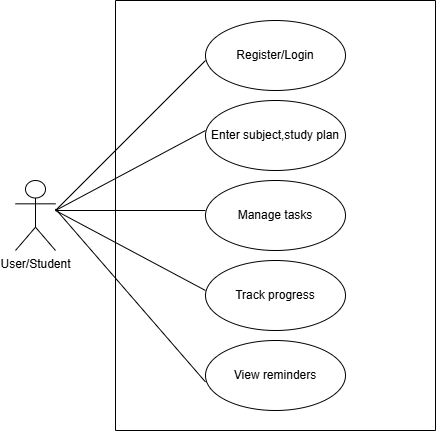 Register/Login
Enter subject,study plan
Manage tasks
Track progress
View reminders
User/Student